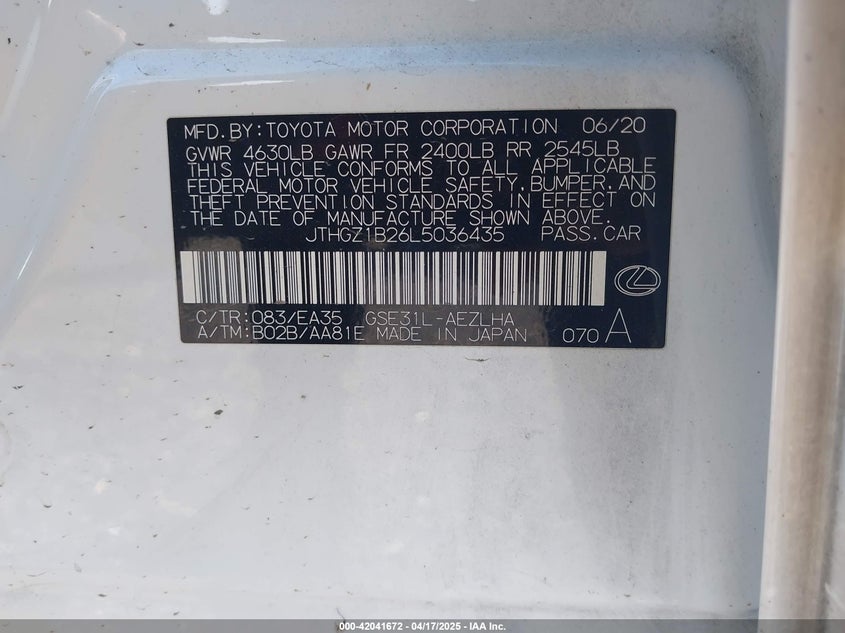 MFD. BY: TOYOTA MOTOR CORPORATION 06/20
GVWR 4630LB GAWR FR 2400LB RR 2545LB
THIS VEHICLE CONFORMS TO ALL APPLICABLE
FEDERAL MOTOR VEHICLE SAFETY, BUMPER, AND
THEFT PREVENTION STANDARDS IN EFFECT ON
THE DATE OF MANUFACTURE SHOWN ABOVE.
JTHGZ1B26L5036435 PASS. CAR
C/TR: 083/EA35 GSE31L-AEZLHA
A/TM: B02B/AA81E MADE IN JAPAN 070 A
000-42041672 - 04/17/2025 - IAA Inc.